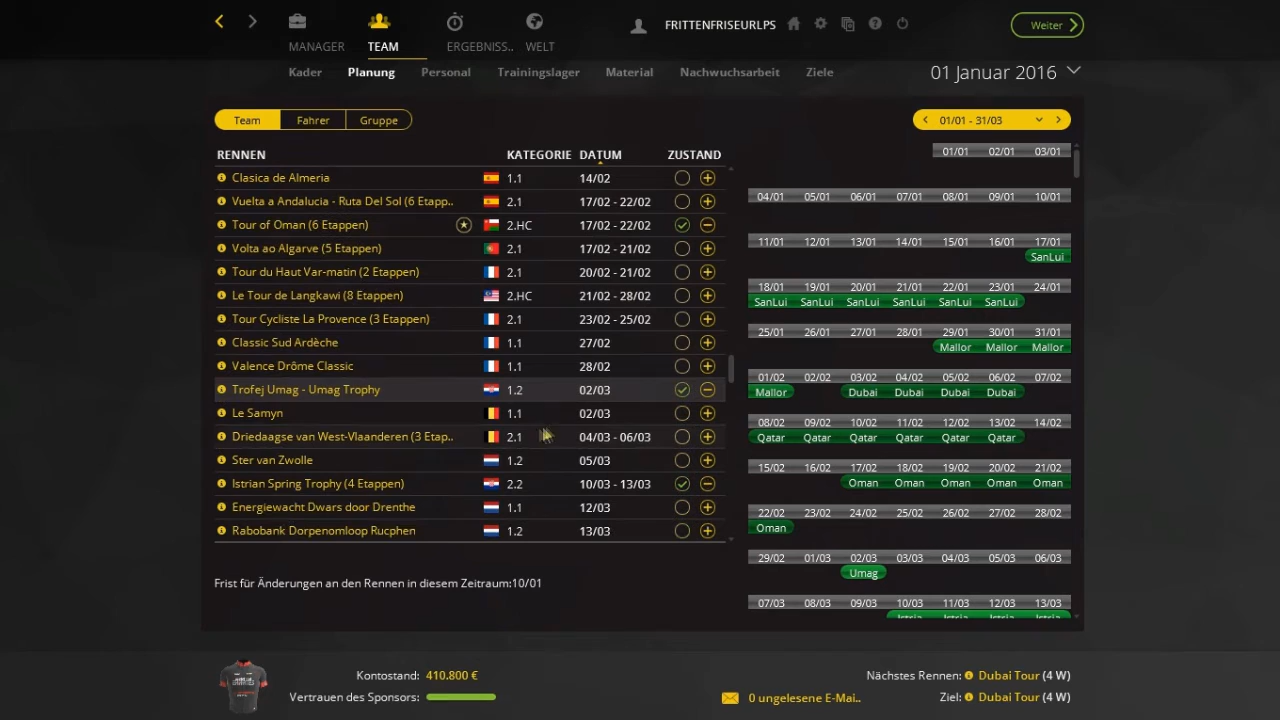 MANAGER TEAM ERGEBNISS.. WELT
FRITTENFRISEURLPS
Weiter
Kader Planung Personal Trainingslager Material Nachwuchsarbeit Ziele
01 Januar 2016
Team Fahrer Gruppe
01/01 - 31/03
RENNEN KATEGORIE DATUM ZUSTAND
Clasica de Almeria 1.1 14/02
Vuelta a Andalucia - Ruta Del Sol (6 Etapp.. 2.1 17/02 - 22/02
Tour of Oman (6 Etappen) 2.HC 17/02 - 22/02
Volta ao Algarve (5 Etappen) 2.1 17/02 - 21/02
Tour du Haut Var-matin (2 Etappen) 2.1 20/02 - 21/02
Le Tour de Langkawi (8 Etappen) 2.HC 21/02 - 28/02
Tour Cycliste La Provence (3 Etappen) 2.1 23/02 - 25/02
Classic Sud Ardèche 1.1 27/02
Valence Drôme Classic 1.1 28/02
Trofej Umag - Umag Trophy 1.2 02/03
Le Samyn 1.1 02/03
Driedaagse van West-Vlaanderen (3 Etap.. 2.1 04/03 - 06/03
Ster van Zwolle 1.2 05/03
Istrian Spring Trophy (4 Etappen) 2.2 10/03 - 13/03
Energiewacht Dwars door Drenthe 1.1 12/03
Rabobank Dorpenomloop Rucphen 1.2 13/03
Frist für Änderungen an den Rennen in diesem Zeitraum:10/01
01/01 02/01 03/01
04/01 05/01 06/01 07/01 08/01 09/01 10/01
11/01 12/01 13/01 14/01 15/01 16/01 17/01
SanLui
18/01 19/01 20/01 21/01 22/01 23/01 24/01
SanLui SanLui SanLui SanLui SanLui SanLui
25/01 26/01 27/01 28/01 29/01 30/01 31/01
Mallor Mallor Mallor
01/02 02/02 03/02 04/02 05/02 06/02 07/02
Mallor Dubai Dubai Dubai Dubai
08/02 09/02 10/02 11/02 12/02 13/02 14/02
Qatar Qatar Qatar Qatar Qatar Qatar
15/02 16/02 17/02 18/02 19/02 20/02 21/02
Oman Oman Oman Oman Oman
22/02 23/02 24/02 25/02 26/02 27/02 28/02
Oman
29/02 01/03 02/03 03/03 04/03 05/03 06/03
Umag
07/03 08/03 09/03 10/03 11/03 12/03 13/03
Istria Istria Istria Istria
Kontostand: 410.800 €
Vertrauen des Sponsors:
0 ungelesene E-Mai..
Nächstes Rennen: Dubai Tour (4 W)
Ziel: Dubai Tour (4 W)